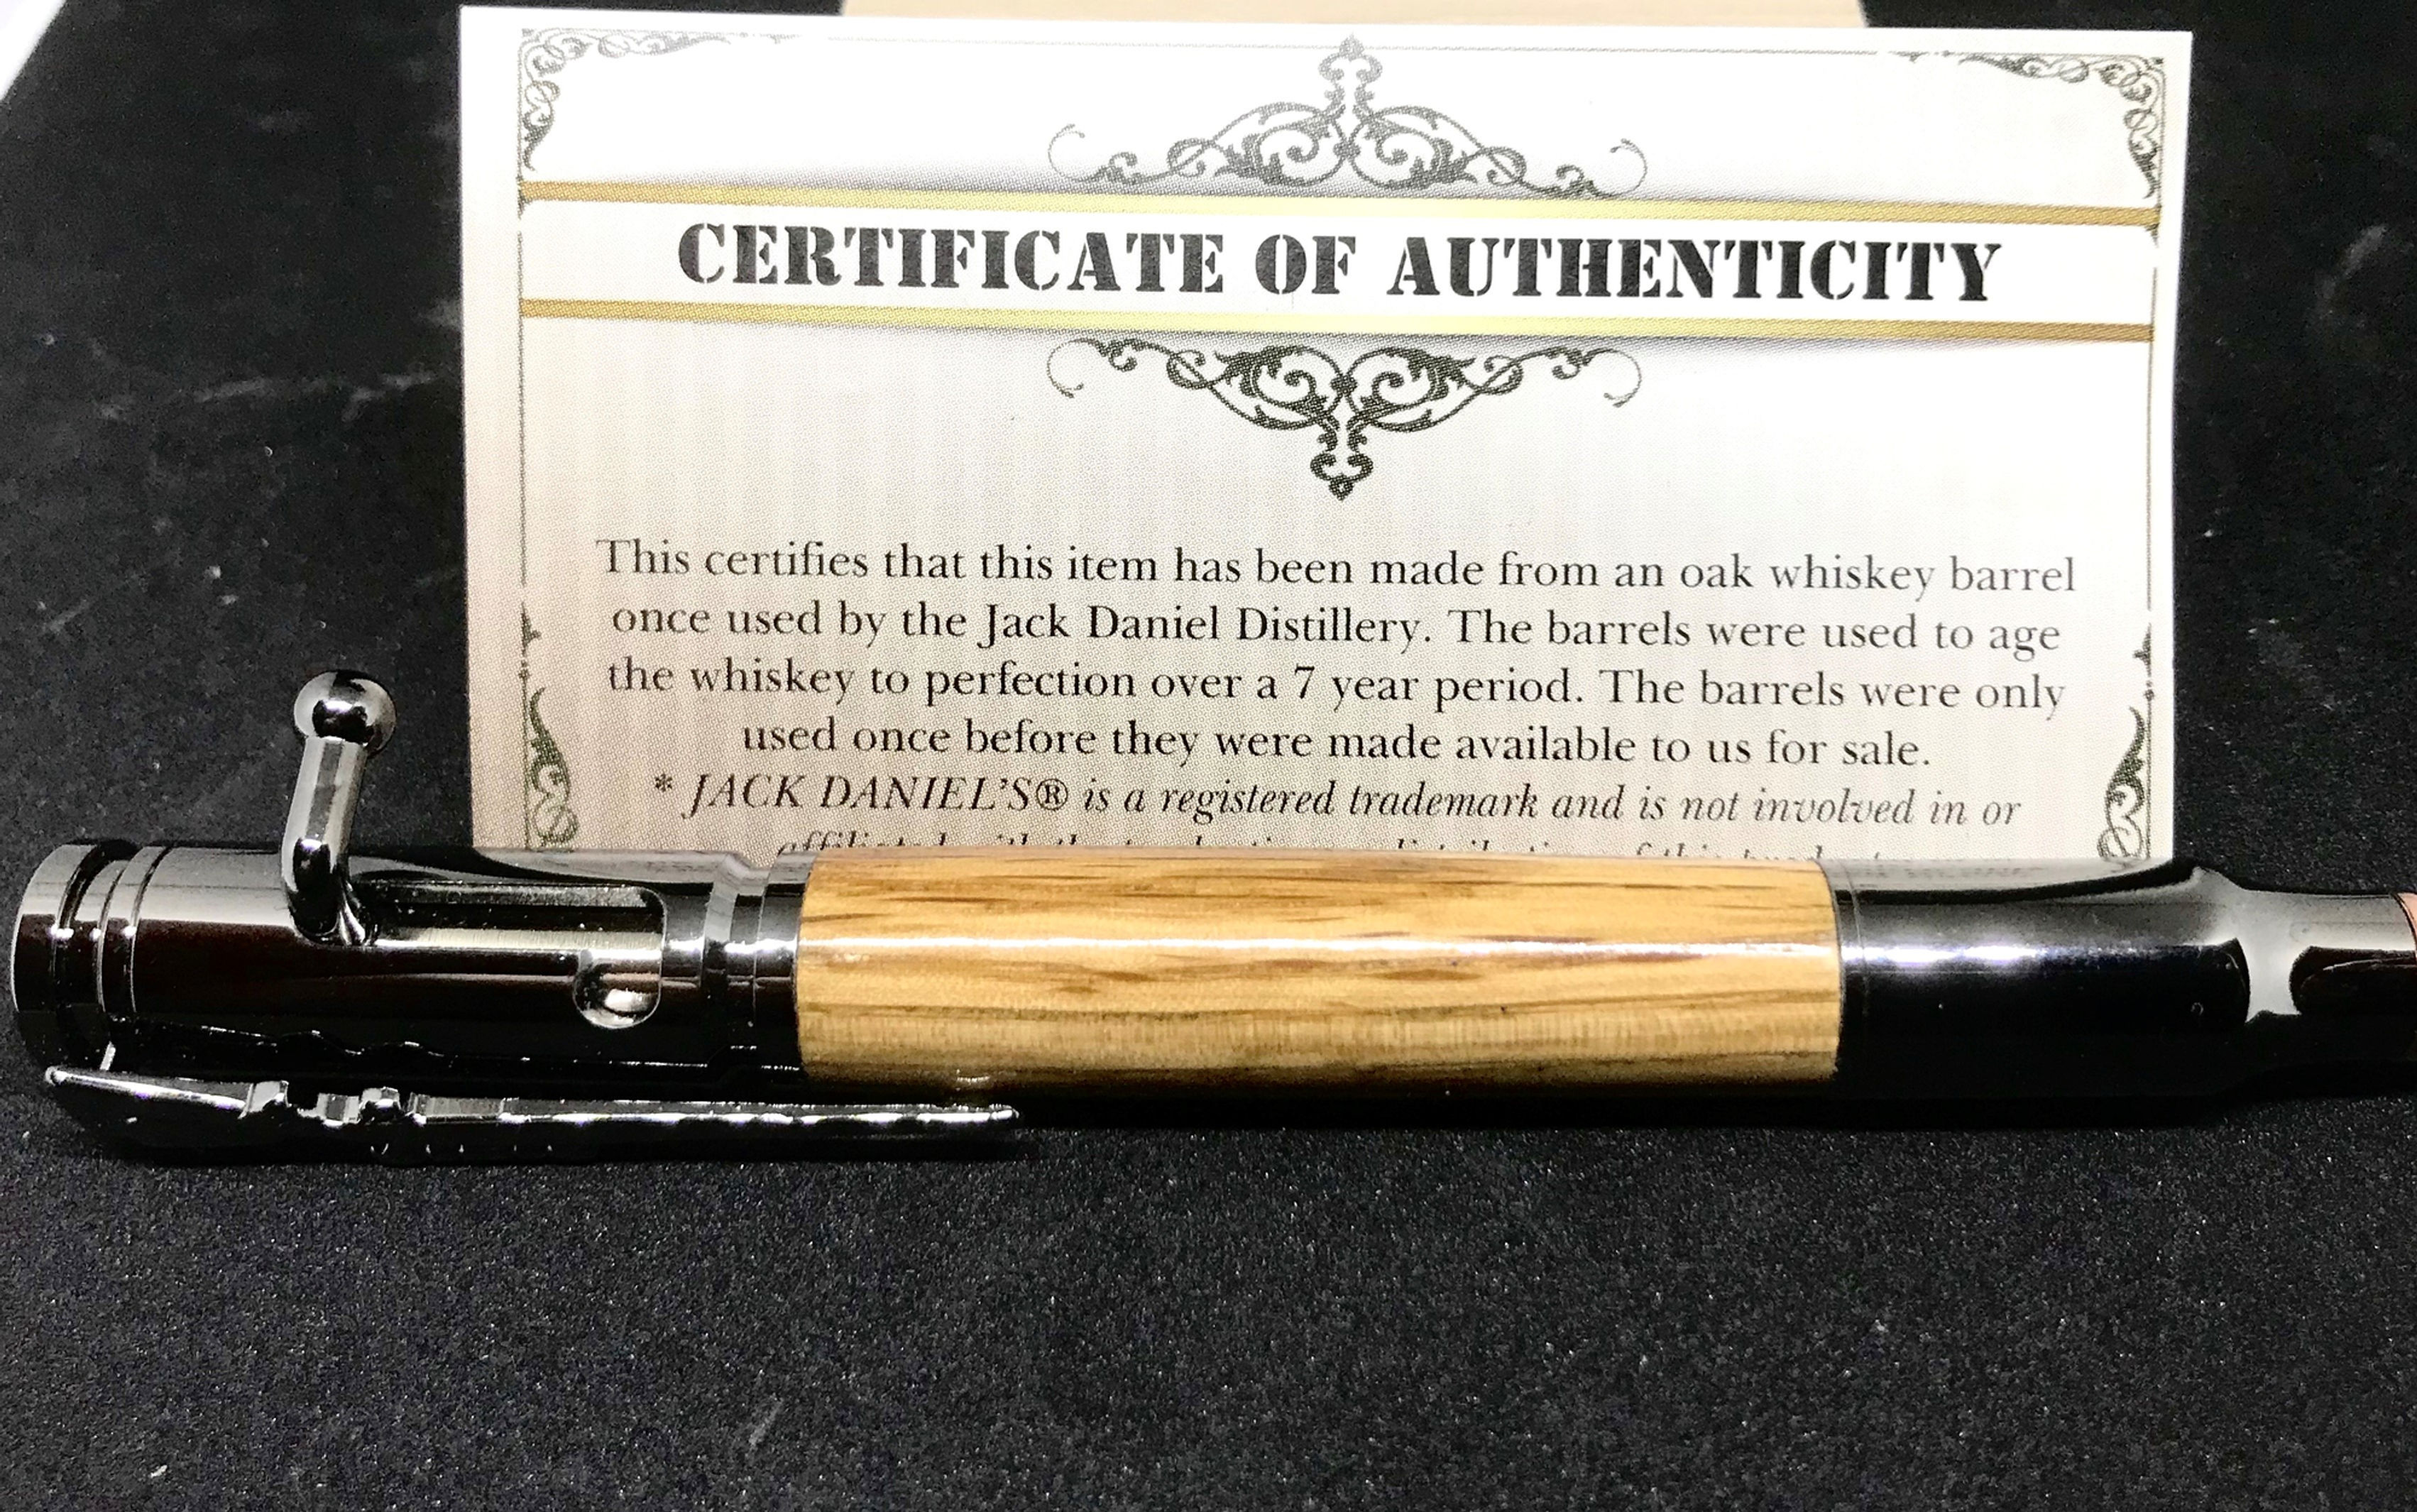 CERTIFICATE OF AUTHENTICITY
This certifies that this item has been made from an oak whiskey barrel
once used by the Jack Daniel Distillery. The barrels were used to age
the whiskey to perfection over a 7 year period. The barrels were only
used once before they were made available to us for sale.
* JACK DANIEL'S® is a registered trademark and is not involved in or